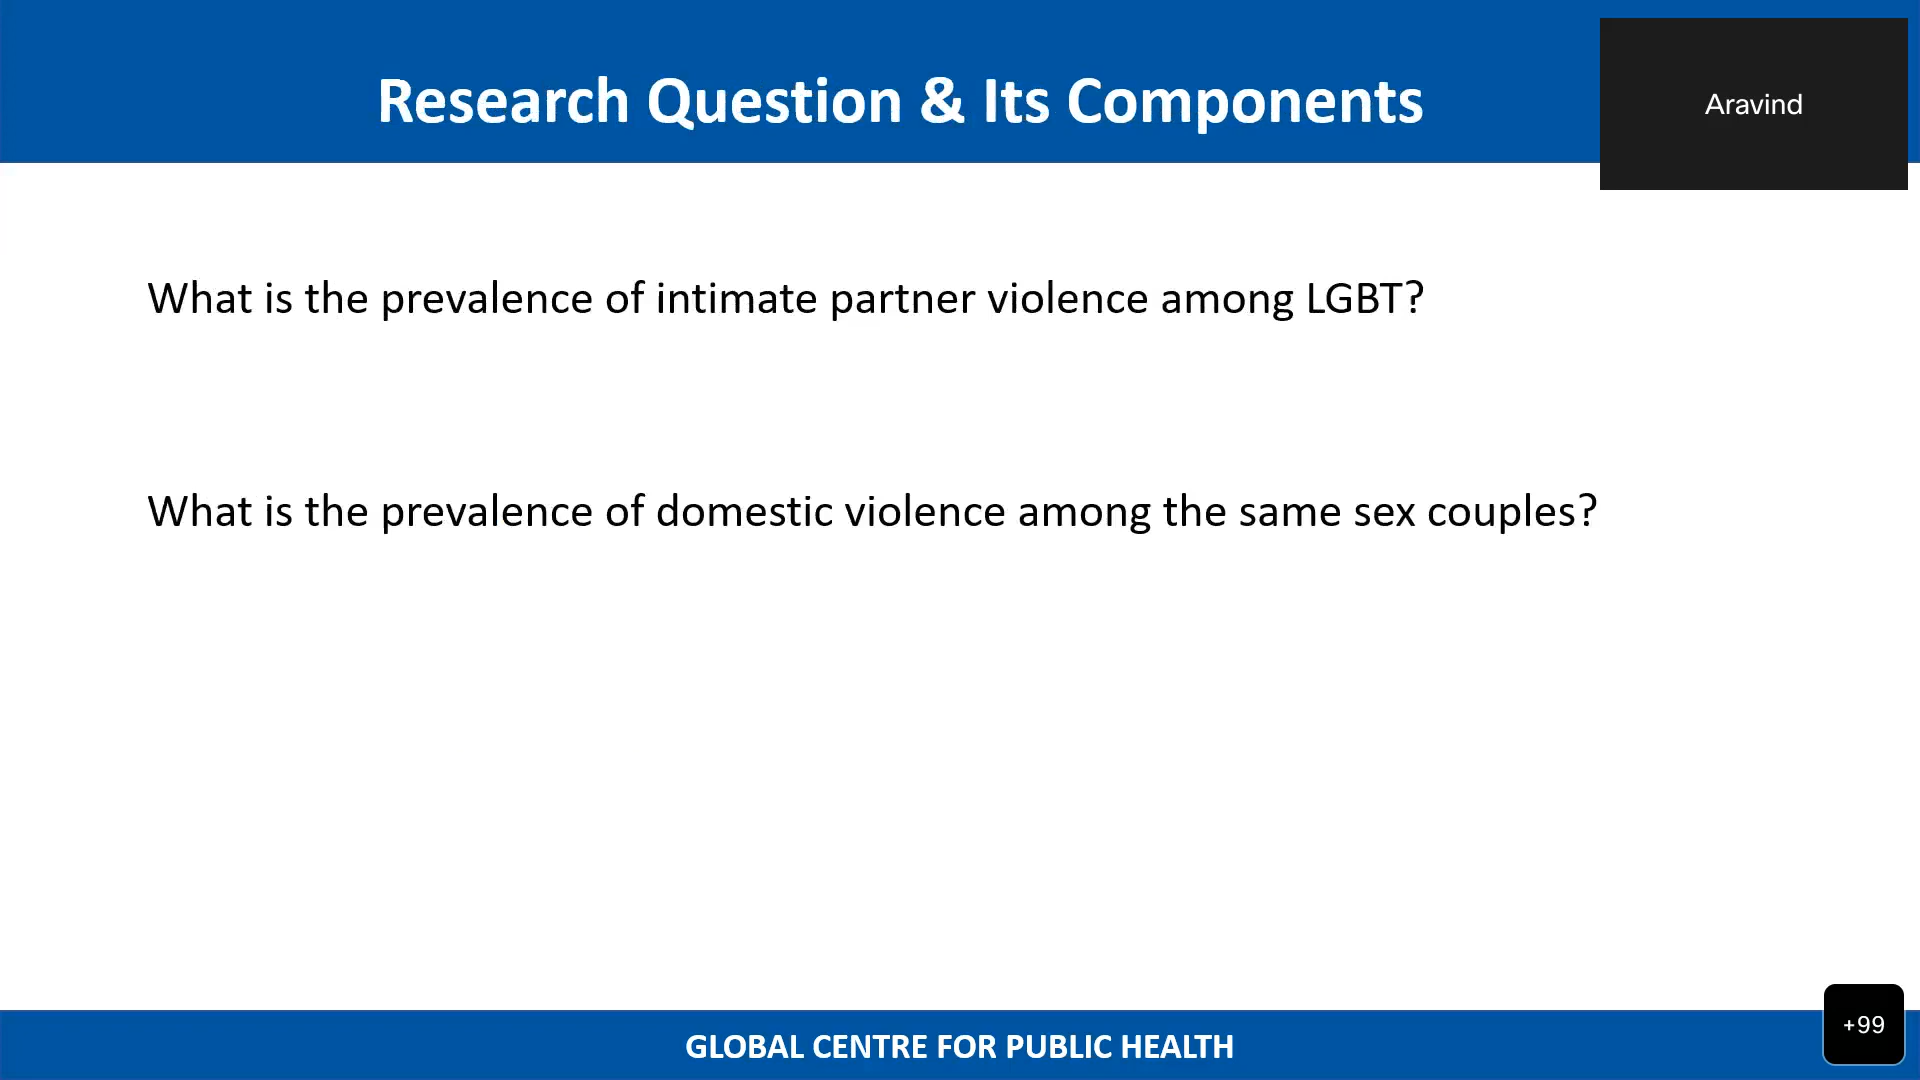 Research Question & Its Components
Aravind
What is the prevalence of intimate partner violence among LGBT?
What is the prevalence of domestic violence among the same sex couples?
GLOBAL CENTRE FOR PUBLIC HEALTH
+99